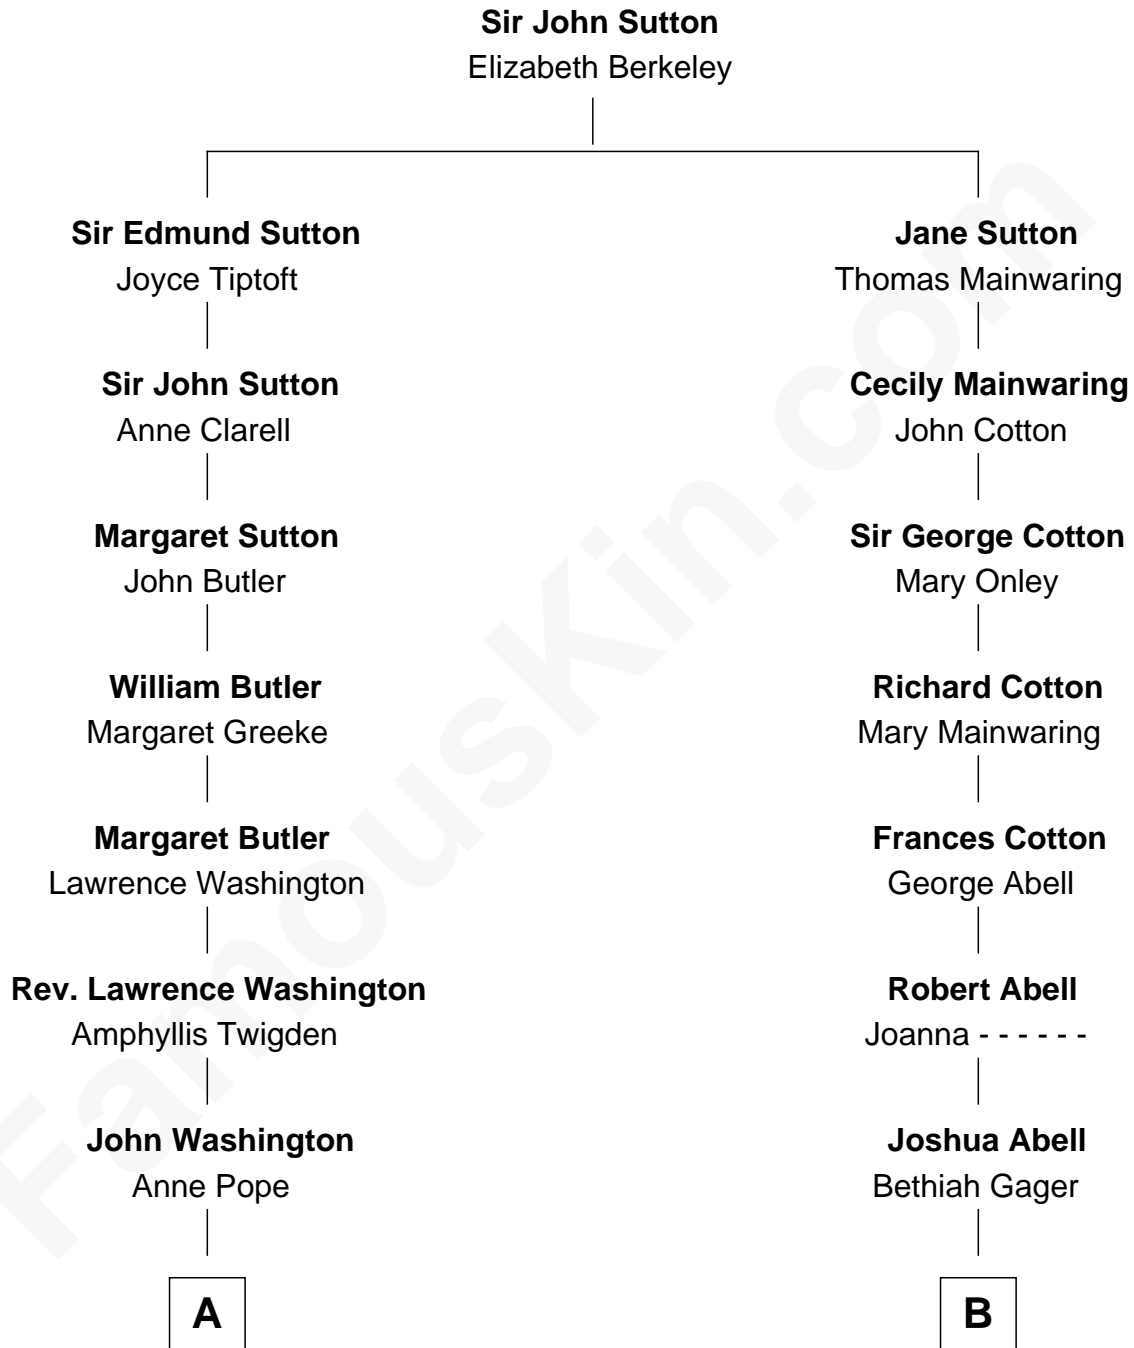 Sir John Sutton
Elizabeth Berkeley
Sir Edmund Sutton
Joyce Tiptoft
Jane Sutton
Thomas Mainwaring
Sir John Sutton
Anne Clarell
Cecily Mainwaring
John Cotton
Margaret Sutton
John Butler
Sir George Cotton
Mary Onley
William Butler
Margaret Greeke
Richard Cotton
Mary Mainwaring
Margaret Butler
Lawrence Washington
Frances Cotton
George Abell
Rev. Lawrence Washington
Amphyllis Twigden
Robert Abell
Joanna - - - - - -
John Washington
Anne Pope
Joshua Abell
Bethiah Gager
A
B
FamousKin.com